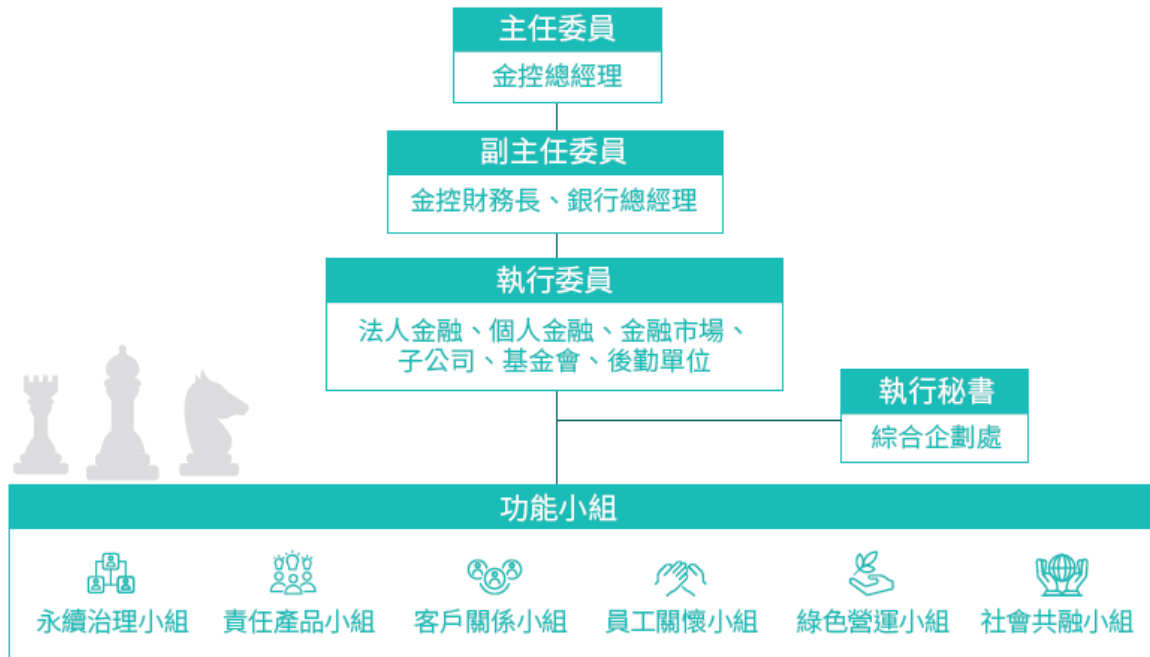 主任委員
金控總經理
副主任委員
金控財務長、銀行總經理
執行委員
法人金融、個人金融、金融市場、
子公司、基金會、後勤單位
執行秘書
綜合企劃處
功能小組
永續治理小組
責任產品小組
客戶關係小組
員工關懷小組
綠色營運小組
社會共融小組